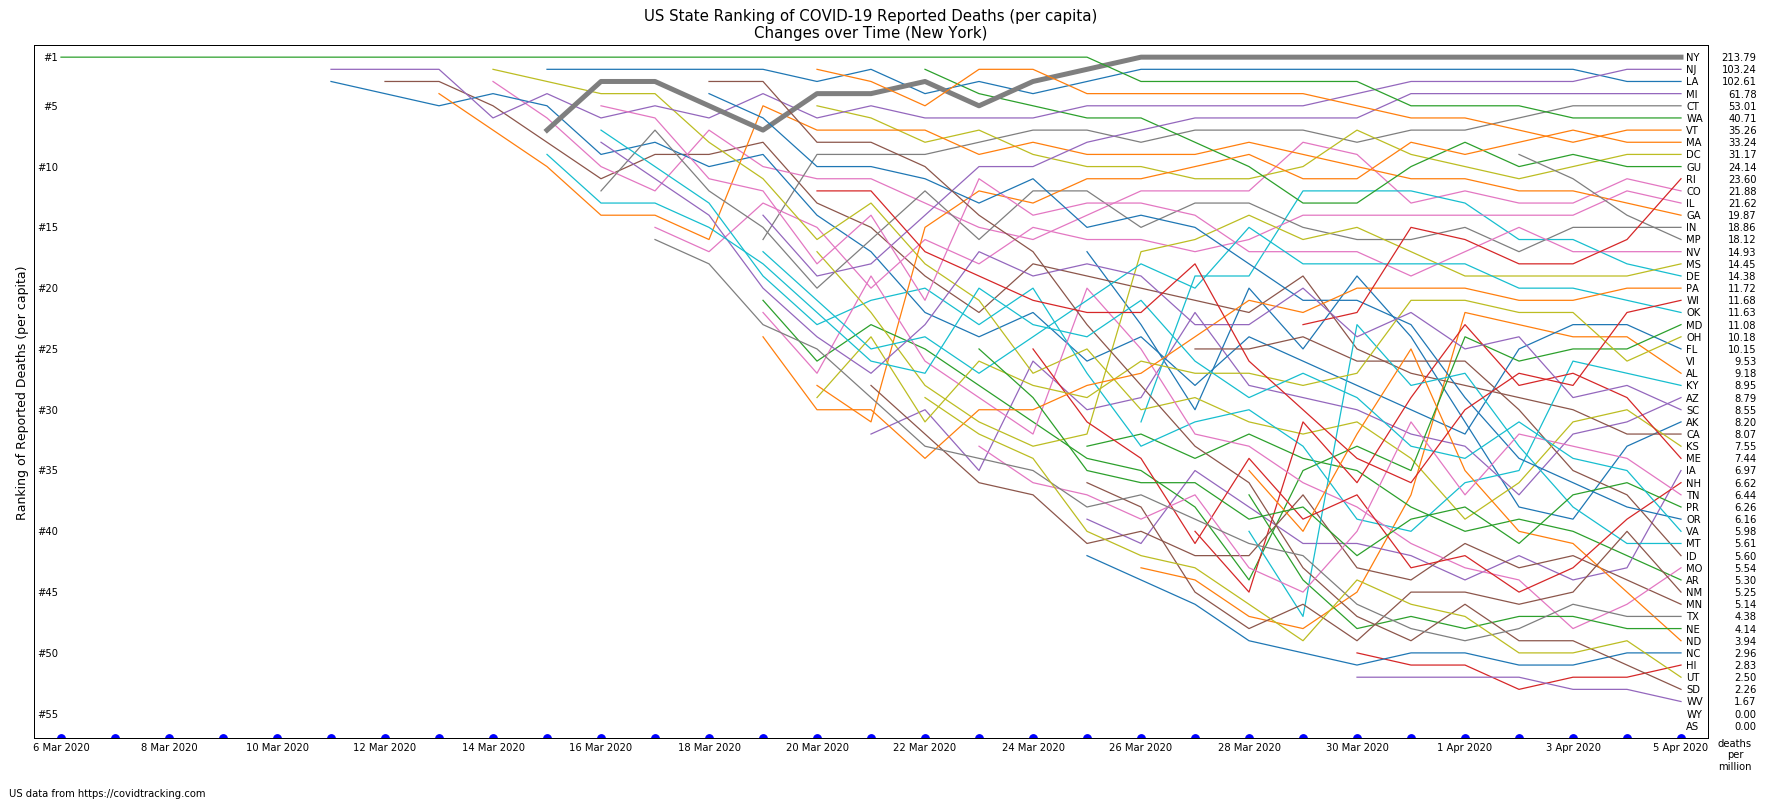 US State Ranking of COVID-19 Reported Deaths (per capita)
Changes over Time (New York)
Ranking of Reported Deaths (per capita)
#1
#5
#10
#15
#20
#25
#30
#35
#40
#45
#50
#55
NY 213.79
NJ 103.24
LA 102.61
MI 61.78
CT 53.01
WA 40.71
VT 35.26
MA 33.24
DC 31.17
GU 24.14
RI 23.60
CO 21.88
IL 21.62
GA 19.87
IN 18.86
MP 18.12
NV 14.93
MS 14.45
DE 14.38
PA 11.72
WI 11.68
OK 11.63
MD 11.08
OH 10.18
FL 10.15
VI 9.53
AL 9.18
KY 8.95
AZ 8.79
SC 8.55
AK 8.20
CA 8.07
KS 7.55
ME 7.44
IA 6.97
NH 6.62
TN 6.44
PR 6.26
OR 6.16
VA 5.98
MT 5.61
ID 5.60
MO 5.54
AR 5.30
NM 5.25
MN 5.14
TX 4.38
NE 4.14
ND 3.94
NC 2.96
HI 2.83
UT 2.50
SD 2.26
WV 1.67
WY 0.00
AS 0.00
6 Mar 2020 8 Mar 2020 10 Mar 2020 12 Mar 2020 14 Mar 2020 16 Mar 2020 18 Mar 2020 20 Mar 2020 22 Mar 2020 24 Mar 2020 26 Mar 2020 28 Mar 2020 30 Mar 2020 1 Apr 2020 3 Apr 2020 5 Apr 2020
deaths
per
million
US data from https://covidtracking.com